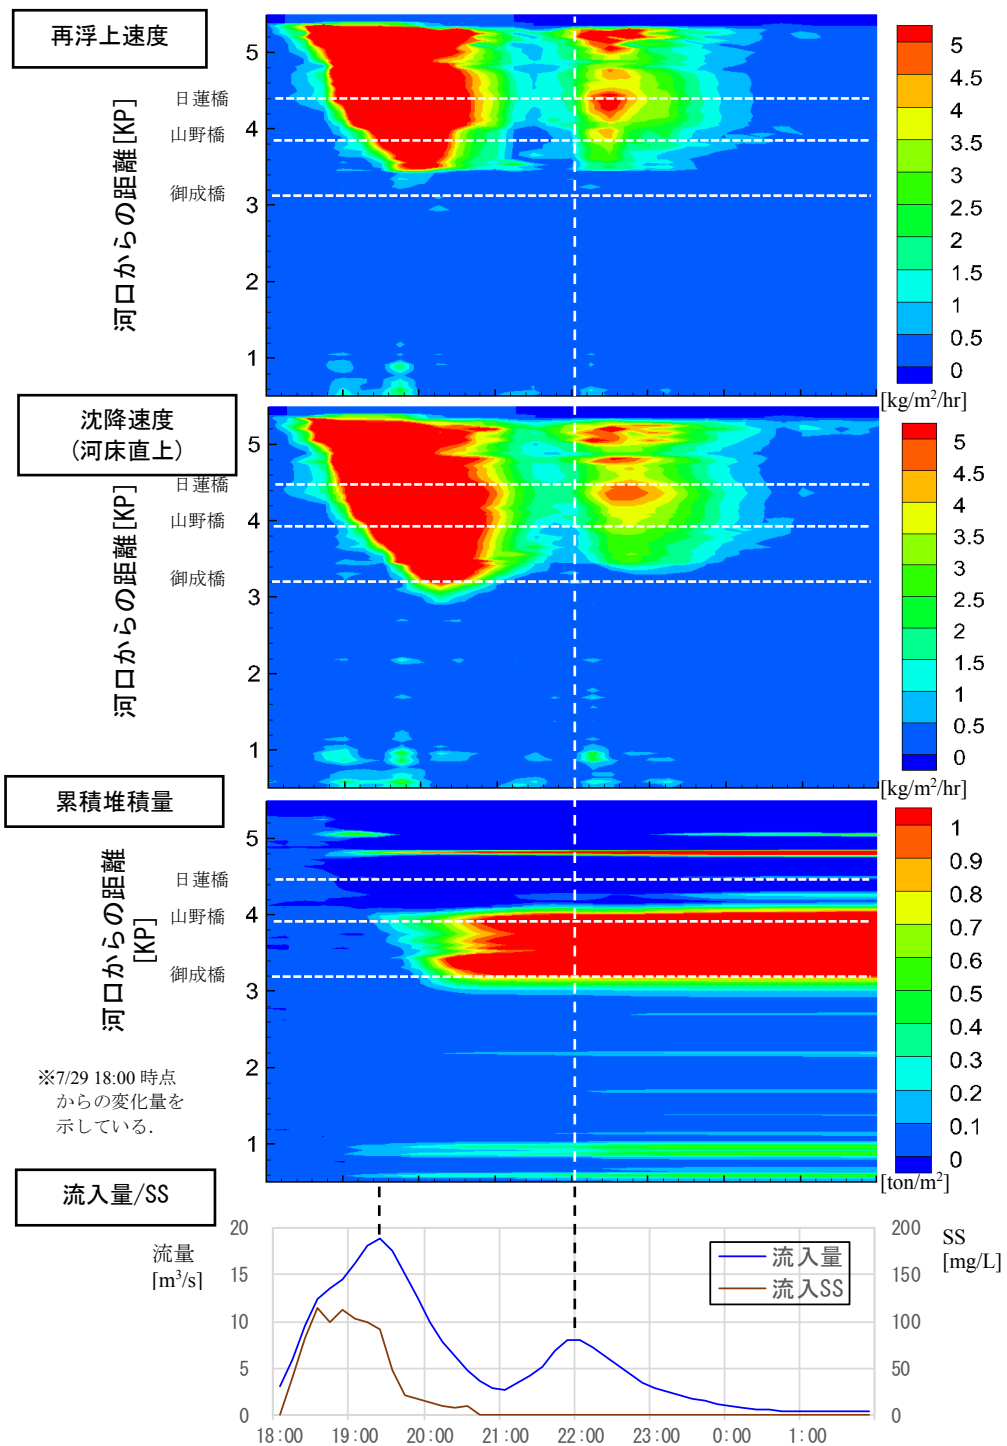 再浮上速度
河口からの距離[KP]
日蓮橋
山野橋
御成橋
5
4
3
2
1
5
4.5
4
3.5
3
2.5
2
1.5
1
0.5
0
[kg/m²/hr]
沈降速度
(河床直上)
河口からの距離[KP]
日蓮橋
山野橋
御成橋
5
4
3
2
1
5
4.5
4
3.5
3
2.5
2
1.5
1
0.5
0
[kg/m²/hr]
累積堆積量
河口からの距離
[KP]
日蓮橋
山野橋
御成橋
5
4
3
2
1
1
0.9
0.8
0.7
0.6
0.5
0.4
0.3
0.2
0.1
0
[ton/m²]
※7/29 18:00 時点
からの変化量を
示している.
流入量/SS
流量
[m³/s]
20
15
10
5
0
流入量
流入SS
200
150
100
50
0
SS
[mg/L]
18:00 19:00 20:00 21:00 22:00 23:00 0:00 1:00